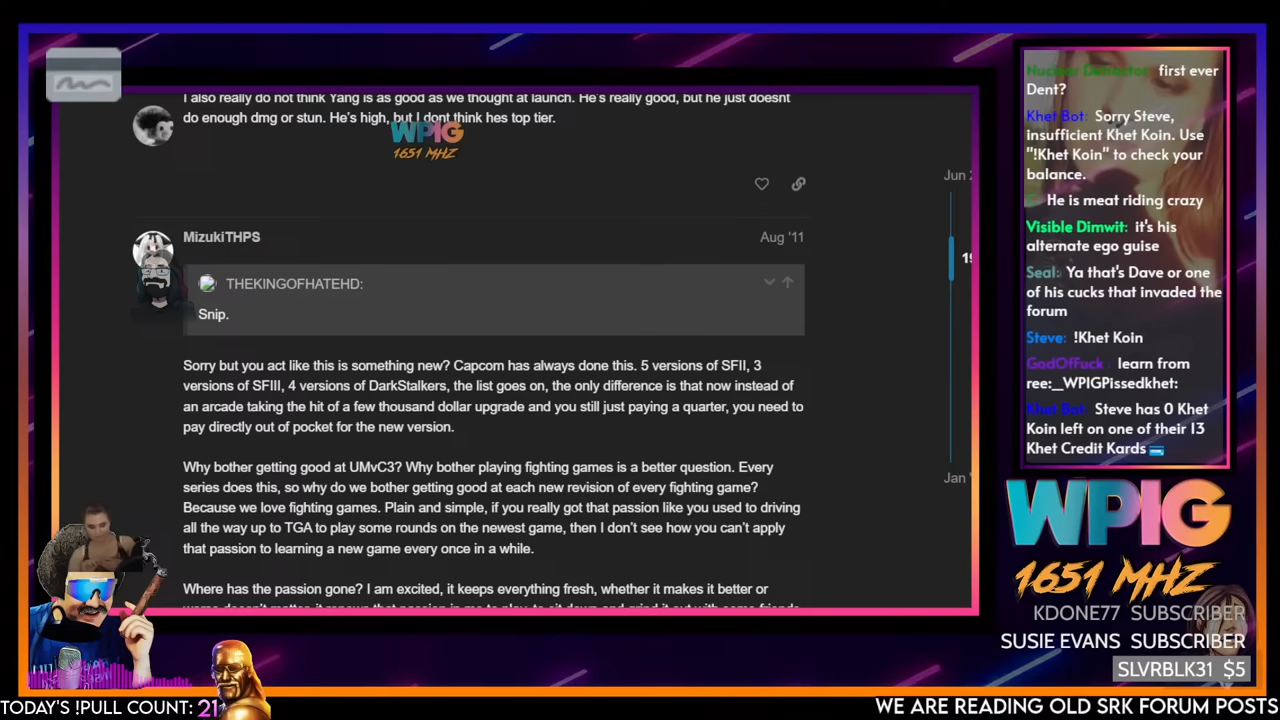 I also really do not think Yang is as good as we thought at launch. He's really good, but he just doesnt
do enough dmg or stun. He's high, but I dont think hes top tier.
WPIG
1651 MHZ
Jun 2
MizukiTHPS
Aug '11
THEKINGOFHATEHD:
Snip.
Sorry but you act like this is something new? Capcom has always done this. 5 versions of SFII, 3
versions of SFIII, 4 versions of DarkStalkers, the list goes on, the only difference is that now instead of
an arcade taking the hit of a few thousand dollar upgrade and you still just paying a quarter, you need to
pay directly out of pocket for the new version.
Why bother getting good at UMvC3? Why bother playing fighting games is a better question. Every
series does this, so why do we bother getting good at each new revision of every fighting game?
Because we love fighting games. Plain and simple, if you really got that passion like you used to driving
all the way up to TGA to play some rounds on the newest game, then I don't see how you can't apply
that passion to learning a new game every once in a while.
Where has the passion gone? I am excited, it keeps everything fresh, whether it makes it better or
Jan '
first ever
Dent?
Khet Bot: Sorry Steve,
insufficient Khet Koin. Use
"!Khet Koin" to check your
balance.
He is meat riding crazy
Visible Dimwit: it's his
alternate ego guise
Seal: Ya that's Dave or one
of his cucks that invaded the
forum
Steve: !Khet Koin
GodOfFuck : learn from
ree:__WPIGPissedkhet:
Khet Bot: Steve has 0 Khet
Koin left on one of their 13
Khet Credit Kards
WPIG
1651 MHZ
KDONE77 SUBSCRIBER
SUSIE EVANS SUBSCRIBER
SLVRBLK31 $5
TODAY'S !PULL COUNT: 21
WE ARE READING OLD SRK FORUM POSTS